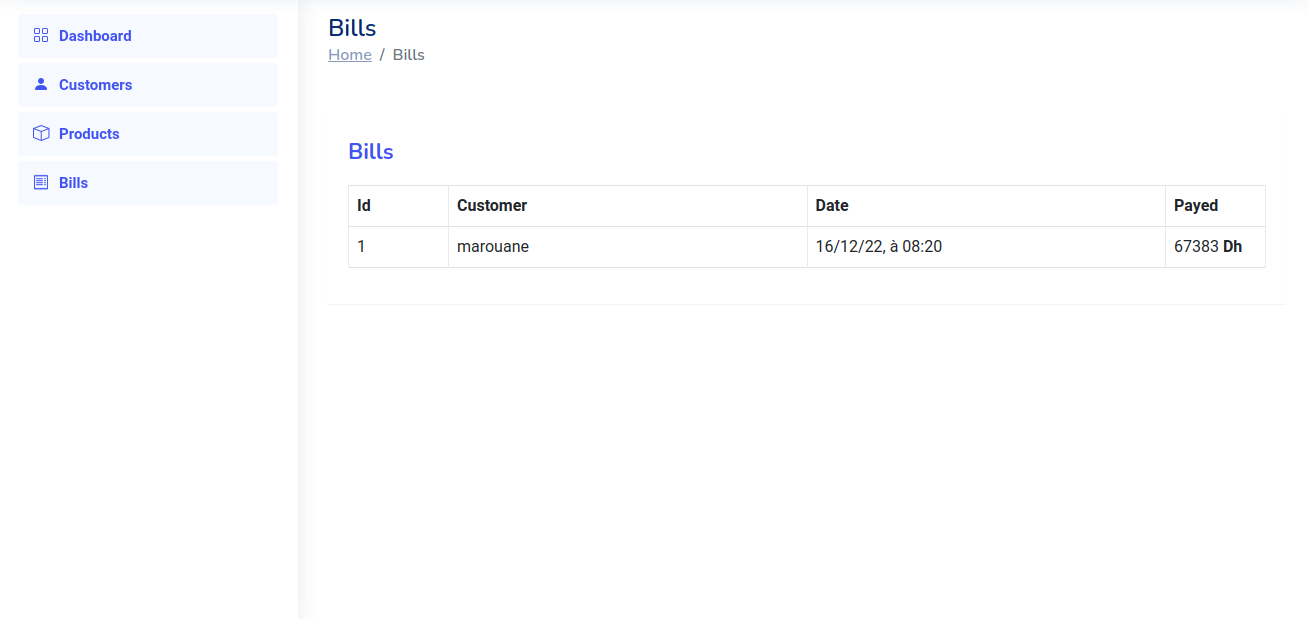 Dashboard
Customers
Products
Bills
Bills
Home / Bills
Bills
Id Customer Date Payed
1 marouane 16/12/22, à 08:20 67383 Dh